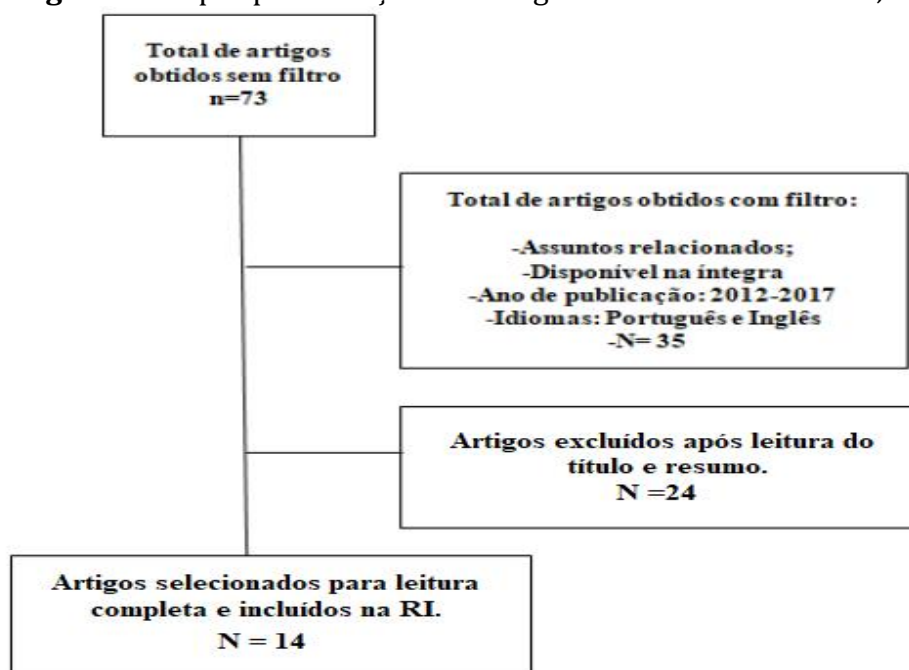 Total de artigos
obtidos sem filtro
n=73
Total de artigos obtidos com filtro:
-Assuntos relacionados;
-Disponível na íntegra
-Ano de publicação: 2012-2017
-Idiomas: Português e Inglês
-N= 35
Artigos excluídos após leitura do
título e resumo.
N =24
Artigos selecionados para leitura
completa e incluídos na RI.
N = 14